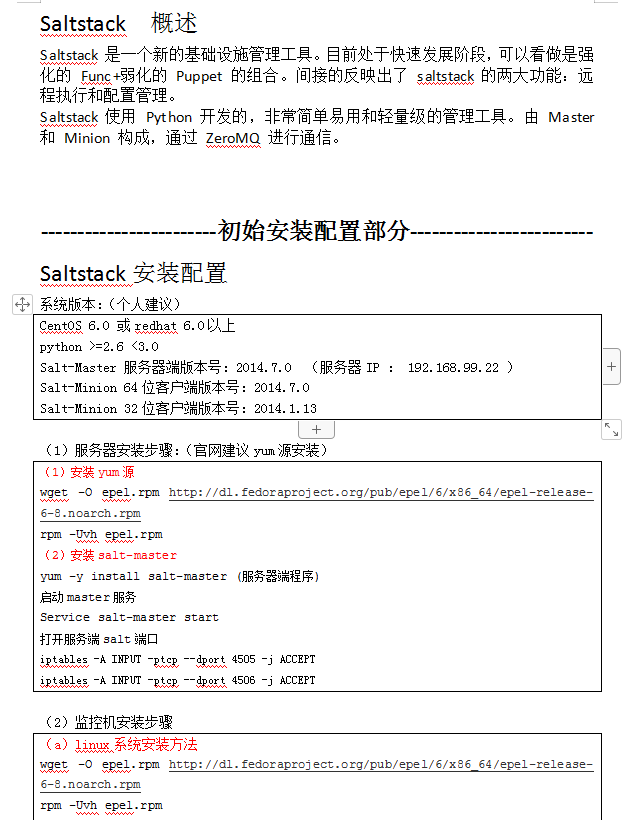 Saltstack 概述
Saltstack 是一个新的基础设施管理工具。目前处于快速发展阶段，可以看做是强
化的 Func+弱化的 Puppet 的组合。间接的反映出了 saltstack 的两大功能：远
程执行和配置管理。
Saltstack 使用 Python 开发的，非常简单易用和轻量级的管理工具。由 Master
和 Minion 构成，通过 ZeroMQ 进行通信。
------------------------初始安装配置部分-------------------------
Saltstack 安装配置
系统版本：（个人建议）
CentOS 6.0 或 redhat 6.0 以上
python >=2.6 <3.0
Salt-Master 服务器端版本号：2014.7.0 （服务器 IP ： 192.168.99.22 ）
Salt-Minion 64 位客户端版本号：2014.7.0
Salt-Minion 32 位客户端版本号：2014.1.13
（1）服务器安装步骤：（官网建议 yum 源安装）
（1）安装 yum 源
wget -O epel.rpm http://dl.fedoraproject.org/pub/epel/6/x86_64/epel-release-
6-8.noarch.rpm
rpm -Uvh epel.rpm
（2）安装 salt-master
yum -y install salt-master (服务器端程序)
启动 master 服务
Service salt-master start
打开服务端 salt 端口
iptables -A INPUT -ptcp --dport 4505 -j ACCEPT
iptables -A INPUT -ptcp --dport 4506 -j ACCEPT
（2）监控机安装步骤
（a）linux 系统安装方法
wget -O epel.rpm http://dl.fedoraproject.org/pub/epel/6/x86_64/epel-release-
6-8.noarch.rpm
rpm -Uvh epel.rpm